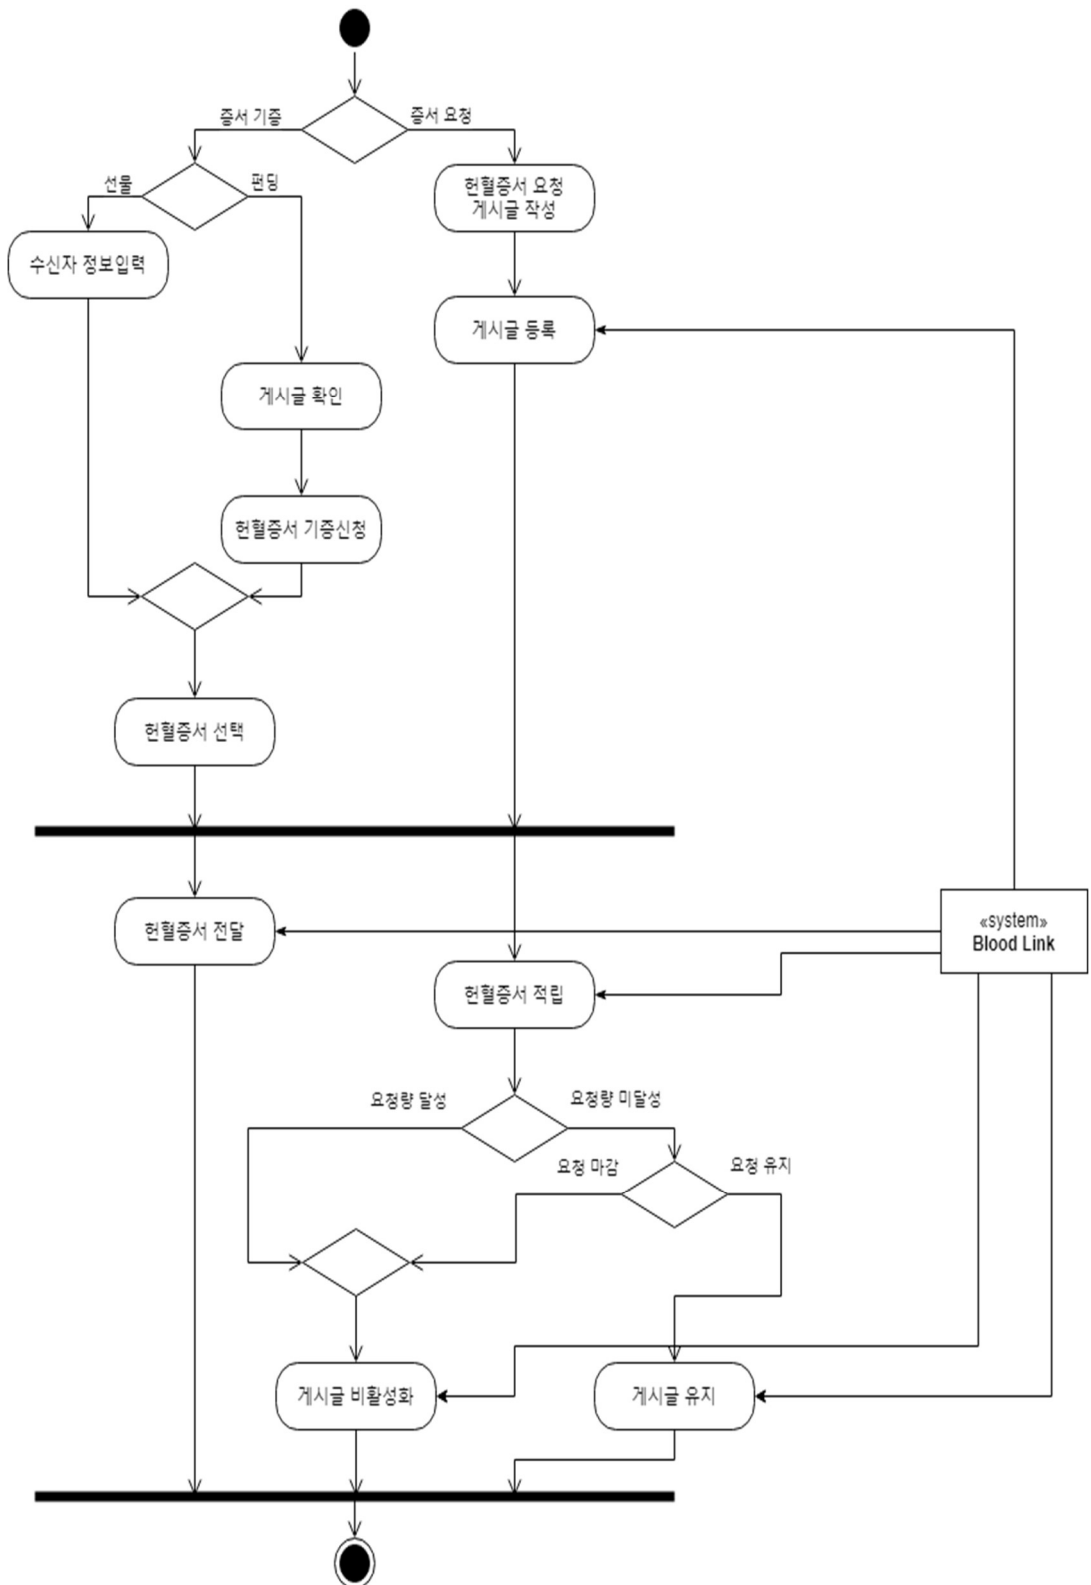 증서 기증
증서 요청
선물
펀딩
헌혈증서 요청
게시글 작성
수신자 정보입력
게시글 등록
게시글 확인
헌혈증서 기증신청
헌혈증서 선택
헌혈증서 전달
«system»
Blood Link
헌혈증서 적립
요청량 달성
요청량 미달성
요청 마감
요청 유지
게시글 비활성화
게시글 유지